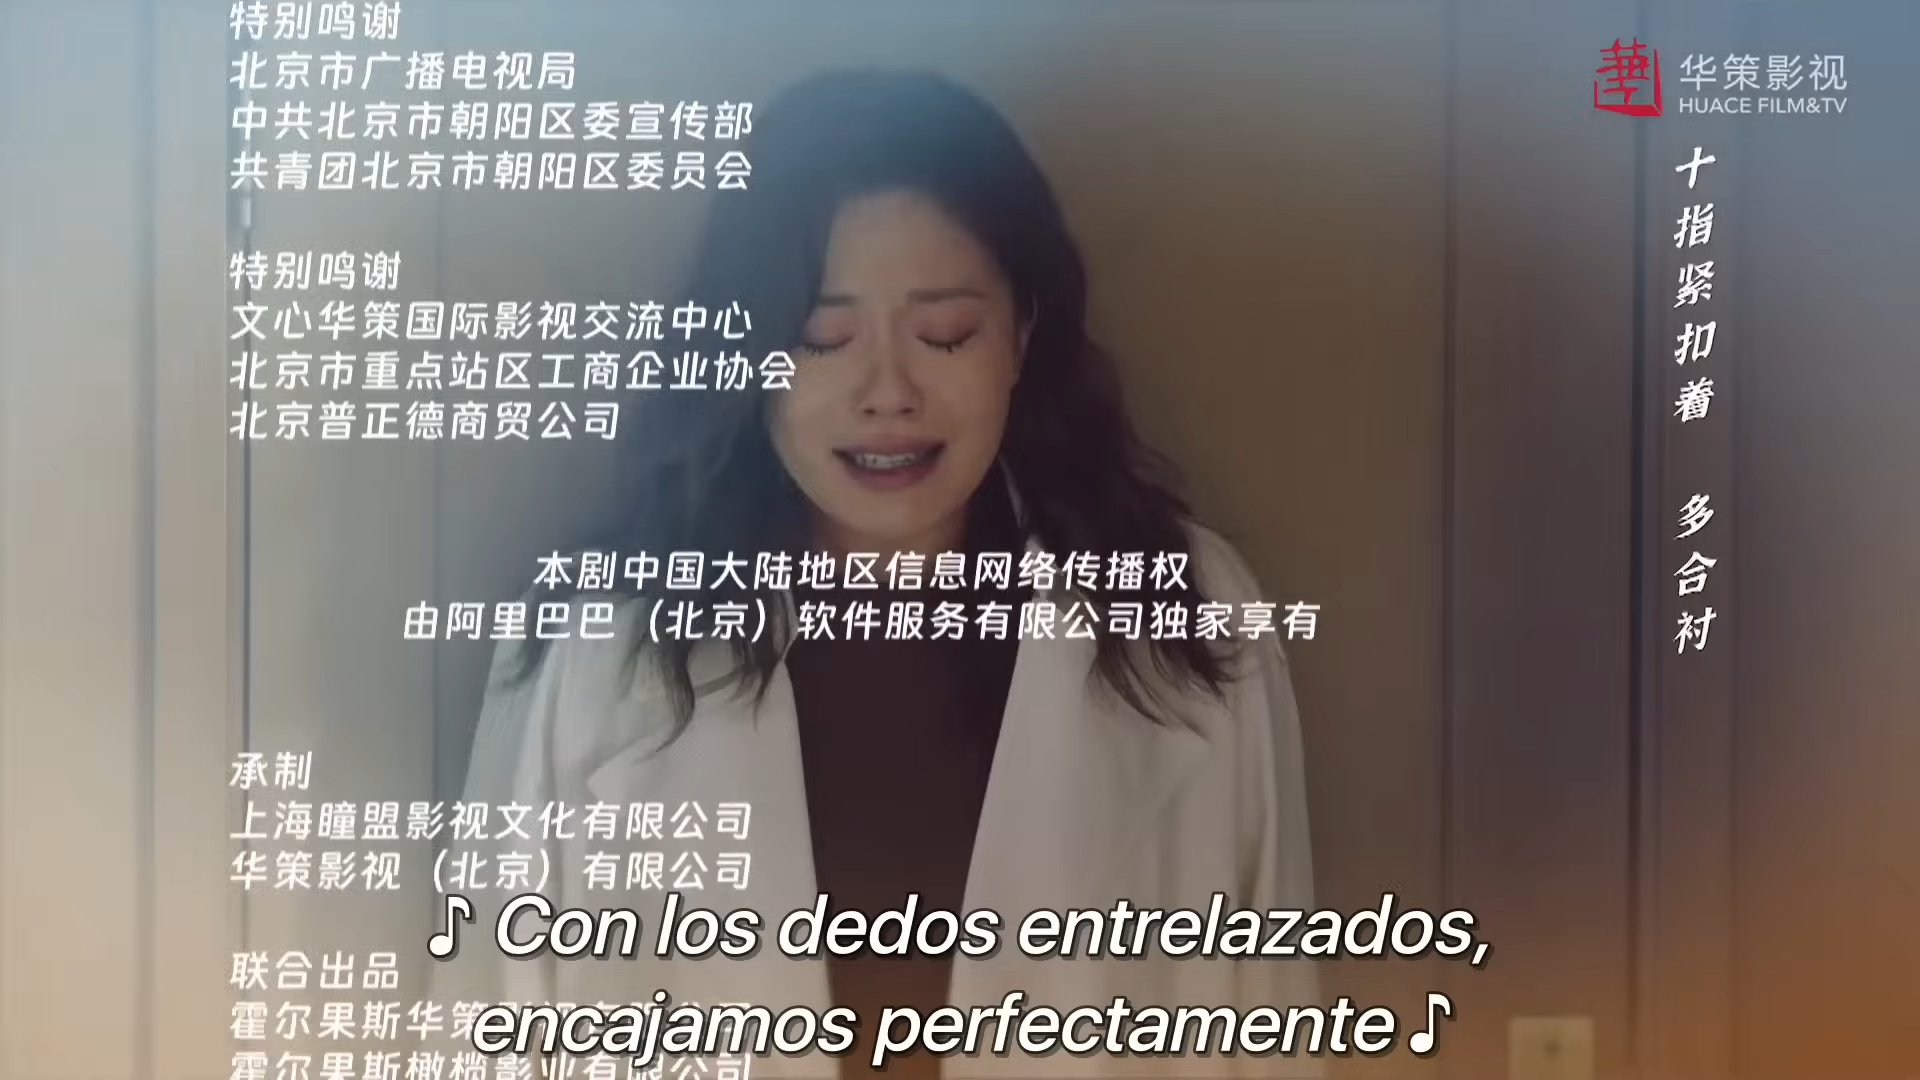 特别鸣谢
北京市广播电视局
中共北京市朝阳区委宣传部
共青团北京市朝阳区委员会
特别鸣谢
文心华策国际影视交流中心
北京市重点站区工商企业协会
北京普正德商贸公司
本剧中国大陆地区信息网络传播权
由阿里巴巴（北京）软件服务有限公司独家享有
承制
上海瞳盟影视文化有限公司
华策影视（北京）有限公司
联合出品
霍尔果斯华策影视有限公司
霍尔果斯橄榄影业有限公司
華 华策影视
HUACE FILM&TV
十指紧扣着 多合衬
♪ Con los dedos entrelazados,
encajamos perfectamente ♪